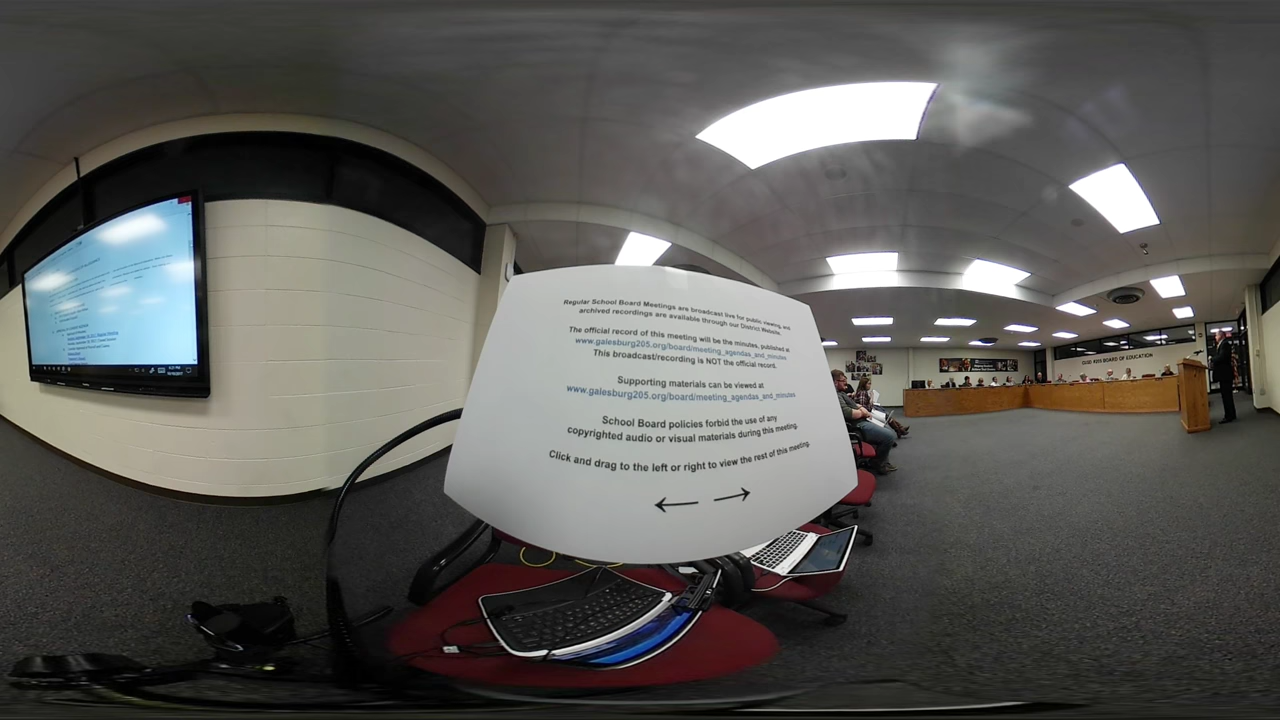 Regular School Board Meetings are broadcast live for public viewing, and
archived recordings are available through our District Website.
The official record of this meeting will be the minutes, published at
www.galesburg205.org/board/meeting_agendas_and_minutes
This broadcast/recording is NOT the official record.
Supporting materials can be viewed at
www.galesburg205.org/board/meeting_agendas_and_minutes
School Board policies forbid the use of any
copyrighted audio or visual materials during this meeting.
Click and drag to the left or right to view the rest of this meeting.
← →
CUSD #205 BOARD OF EDUCATION